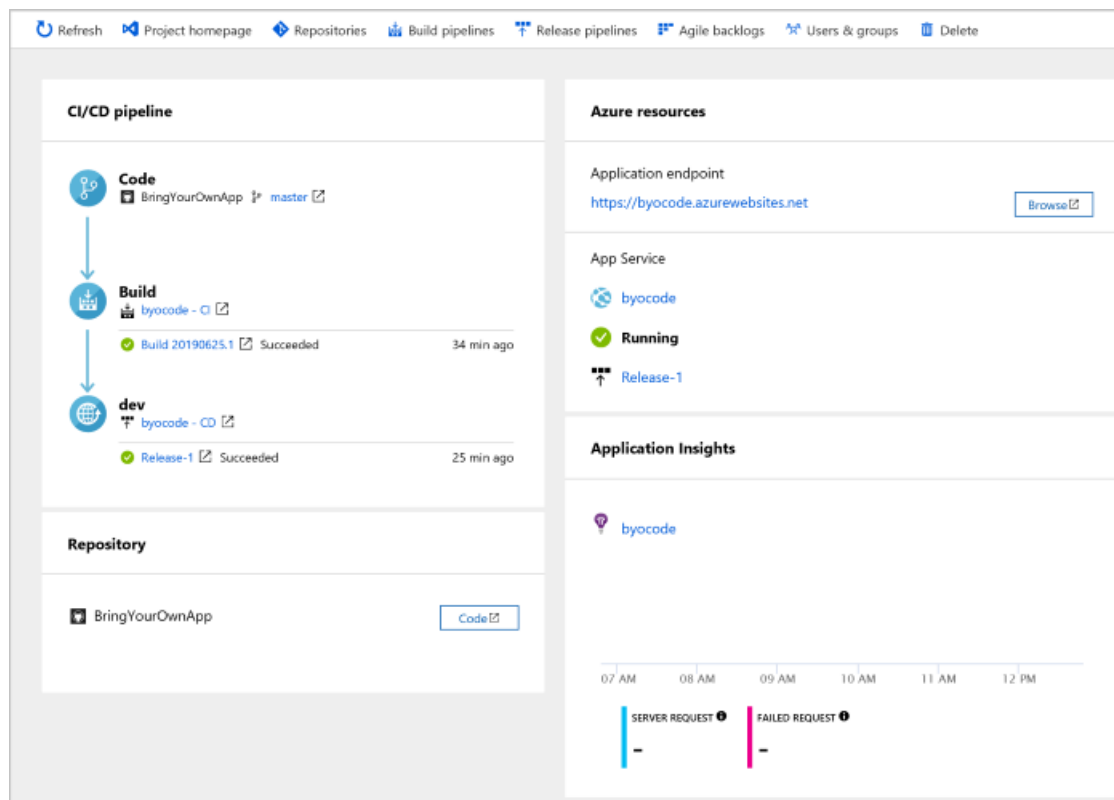 Refresh Project homepage Repositories Build pipelines Release pipelines Agile backlogs Users & groups Delete
CI/CD pipeline
Code
BringYourOwnApp master
Build
byocode - CI
Build 20190625.1 Succeeded 34 min ago
dev
byocode - CD
Release-1 Succeeded 25 min ago
Repository
BringYourOwnApp Code
Azure resources
Application endpoint
https://byocode.azurewebsites.net Browse
App Service
byocode
Running
Release-1
Application Insights
byocode
07 AM 08 AM 09 AM 10 AM 11 AM 12 PM
SERVER REQUEST FAILED REQUEST
- -